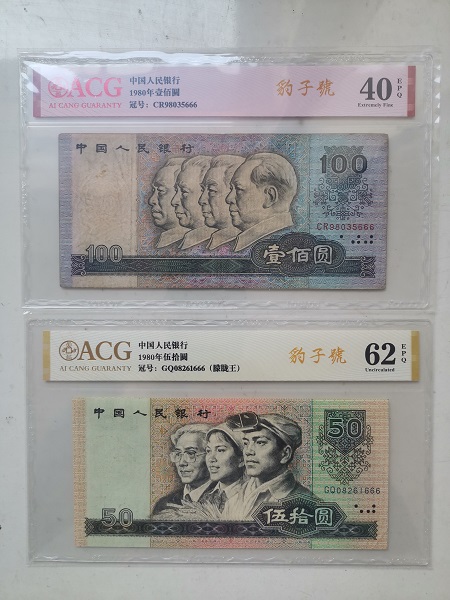 ACG
AI CANG GUARANTY
中国人民银行
1980年壹佰圆
冠号：CR98035666
豹子號
40 EPQ
Extremely Fine
中国人民银行
100
CR98035666
100
壹佰圆
ACG
AI CANG GUARANTY
中国人民银行
1980年伍拾圆
冠号：GQ08261666（朦胧王）
豹子號
62 EPQ
Uncirculated
中国人民银行
50
GQ08261666
50
伍拾圆